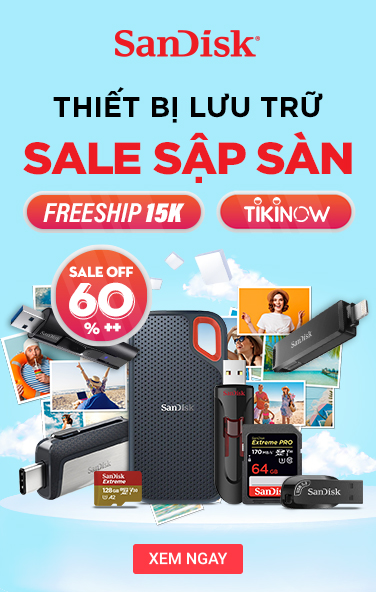 SanDisk®
THIẾT BỊ LƯU TRỮ
SALE SẬP SÀN
FREESHIP 15K
TIKINOW
SALE OFF
60
% ++
SanDisk
SanDisk
SanDisk
Extreme PRO
170 MB/s
64 GB
SanDisk
SanDisk
Extreme
128 GB
A2
SanDisk
XEM NGAY